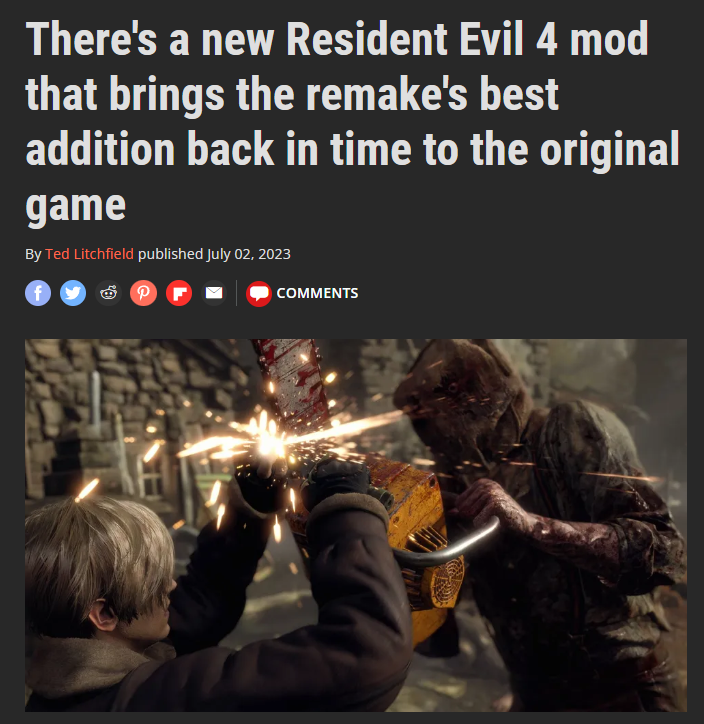 There's a new Resident Evil 4 mod
that brings the remake's best
addition back in time to the original
game
By Ted Litchfield published July 02, 2023
COMMENTS